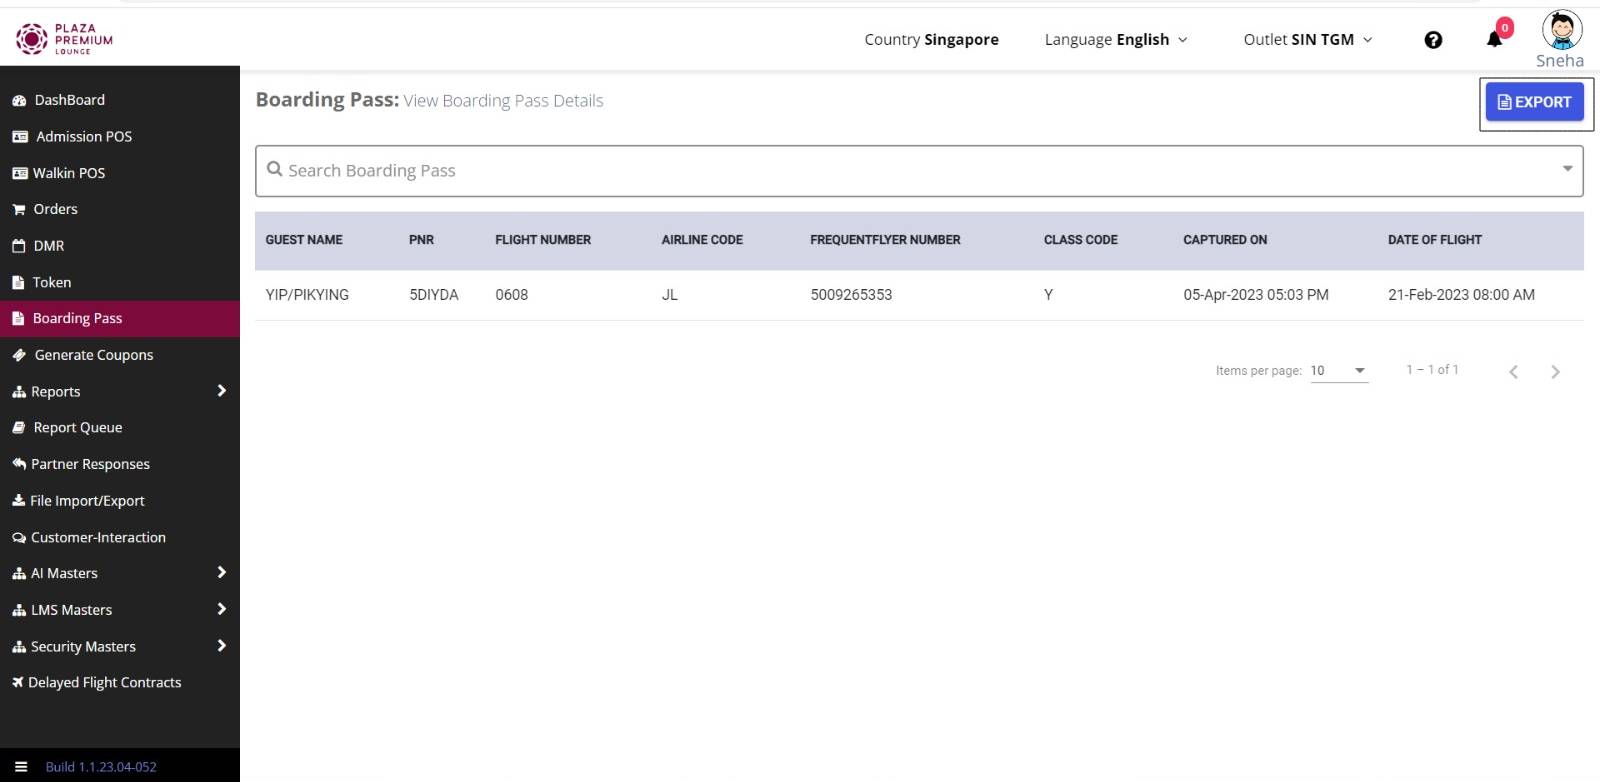 PLAZA
PREMIUM
LOUNGE
Country Singapore
Language English
Outlet SIN TGM
0
Sneha
DashBoard
Admission POS
Walkin POS
Orders
DMR
Token
Boarding Pass
Generate Coupons
Reports
Report Queue
Partner Responses
File Import/Export
Customer-Interaction
AI Masters
LMS Masters
Security Masters
Delayed Flight Contracts
Build 1.1.23.04-052
Boarding Pass: View Boarding Pass Details
EXPORT
Search Boarding Pass
GUEST NAME PNR FLIGHT NUMBER AIRLINE CODE FREQUENTFLYER NUMBER CLASS CODE CAPTURED ON DATE OF FLIGHT
YIP/PIKYING 5DIYDA 0608 JL 5009265353 Y 05-Apr-2023 05:03 PM 21-Feb-2023 08:00 AM
Items per page: 10 1 – 1 of 1